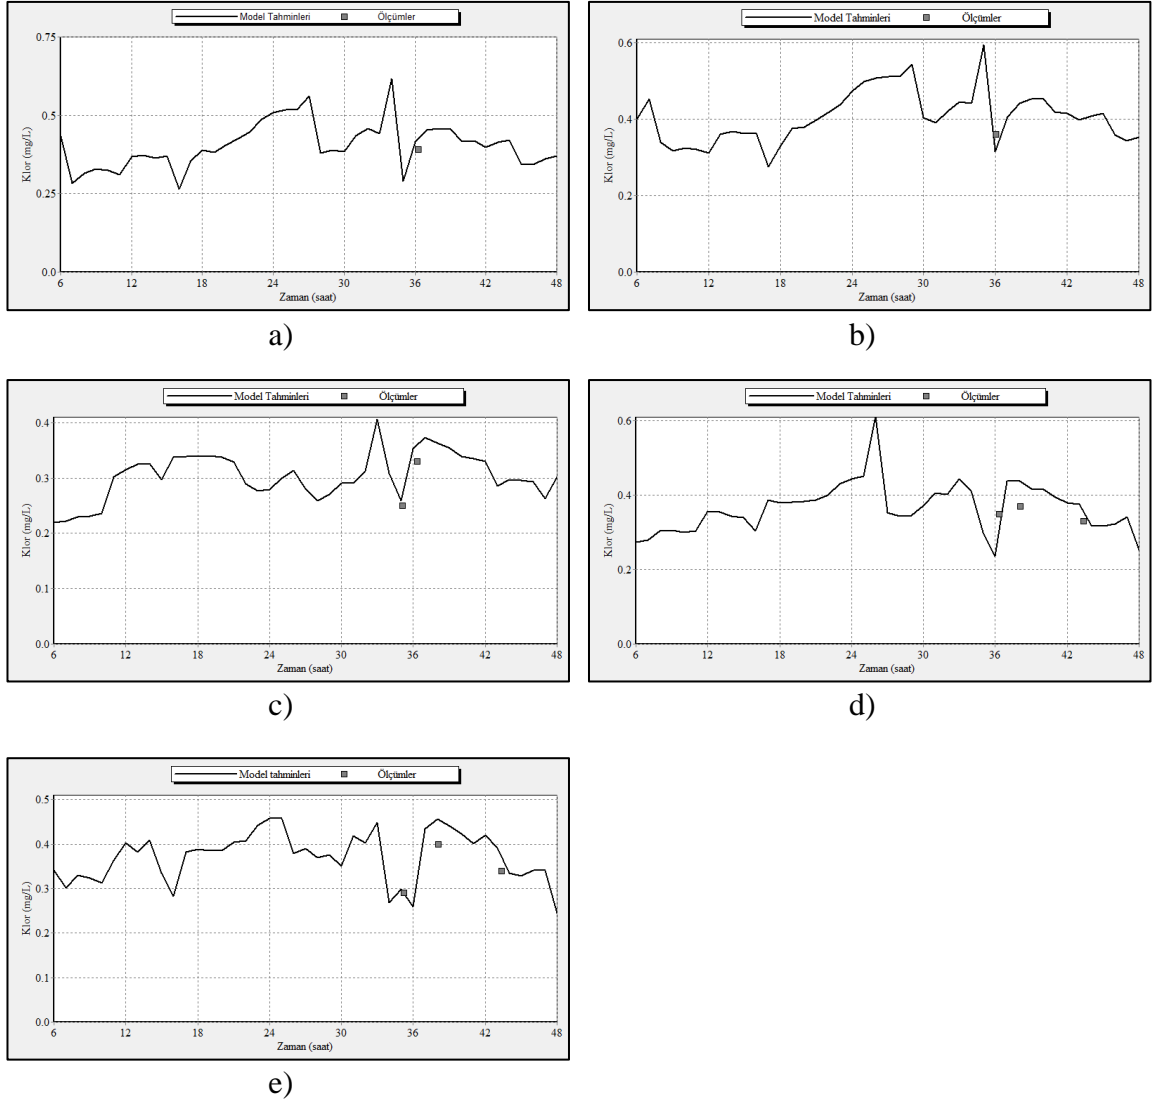 Model Tahminleri Ölçümler
0.75
0.5
0.25
0.0
Klor (mg/L)
6 12 18 24 30 36 42 48
Zaman (saat)
a)
Model Tahminleri Ölçümler
0.6
0.4
0.2
0.0
Klor (mg/L)
6 12 18 24 30 36 42 48
Zaman (saat)
b)
Model Tahminleri Ölçümler
0.4
0.3
0.2
0.1
0.0
Klor (mg/L)
6 12 18 24 30 36 42 48
Zaman (saat)
c)
Model Tahminleri Ölçümler
0.6
0.4
0.2
0.0
Klor (mg/L)
6 12 18 24 30 36 42 48
Zaman (saat)
d)
Model tahminleri Ölçümler
0.5
0.4
0.3
0.2
0.1
0.0
Klor (mg/L)
6 12 18 24 30 36 42 48
Zaman (saat)
e)